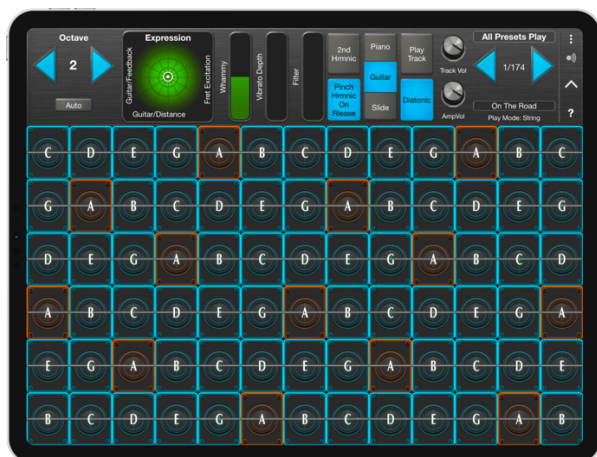 Octave
2
Auto
Expression
Guitar/Feedback
Fret Excitation
Guitar/Distance
Whammy
Vibrato Depth
Filter
2nd
Hrmnic
Pinch
Hrmnic
On
Rlease
Piano
Guitar
Slide
Play
Track
Diatonic
Track Vol
AmpVol
All Presets Play
1/174
On The Road
Play Mode: String
?
C D E G A B C D E G A B C
G A B C D E G A B C D E G
D E G A B C D E G A B C D
A B C D E G A B C D E G A
E G A B C D E G A B C D E
B C D E G A B C D E G A B